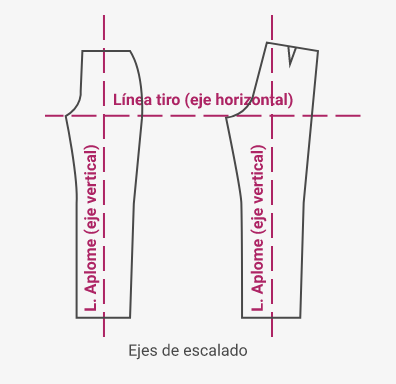 Línea tiro (eje horizontal)
L. Aplome (eje vertical)
L. Aplome (eje vertical)
Ejes de escalado